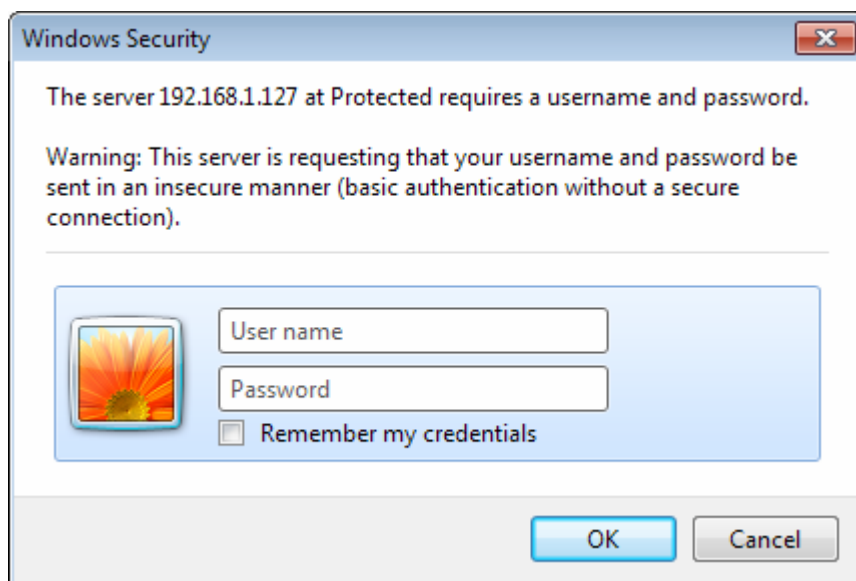 Windows Security
The server 192.168.1.127 at Protected requires a username and password.
Warning: This server is requesting that your username and password be
sent in an insecure manner (basic authentication without a secure
connection).
User name
Password
Remember my credentials
OK
Cancel